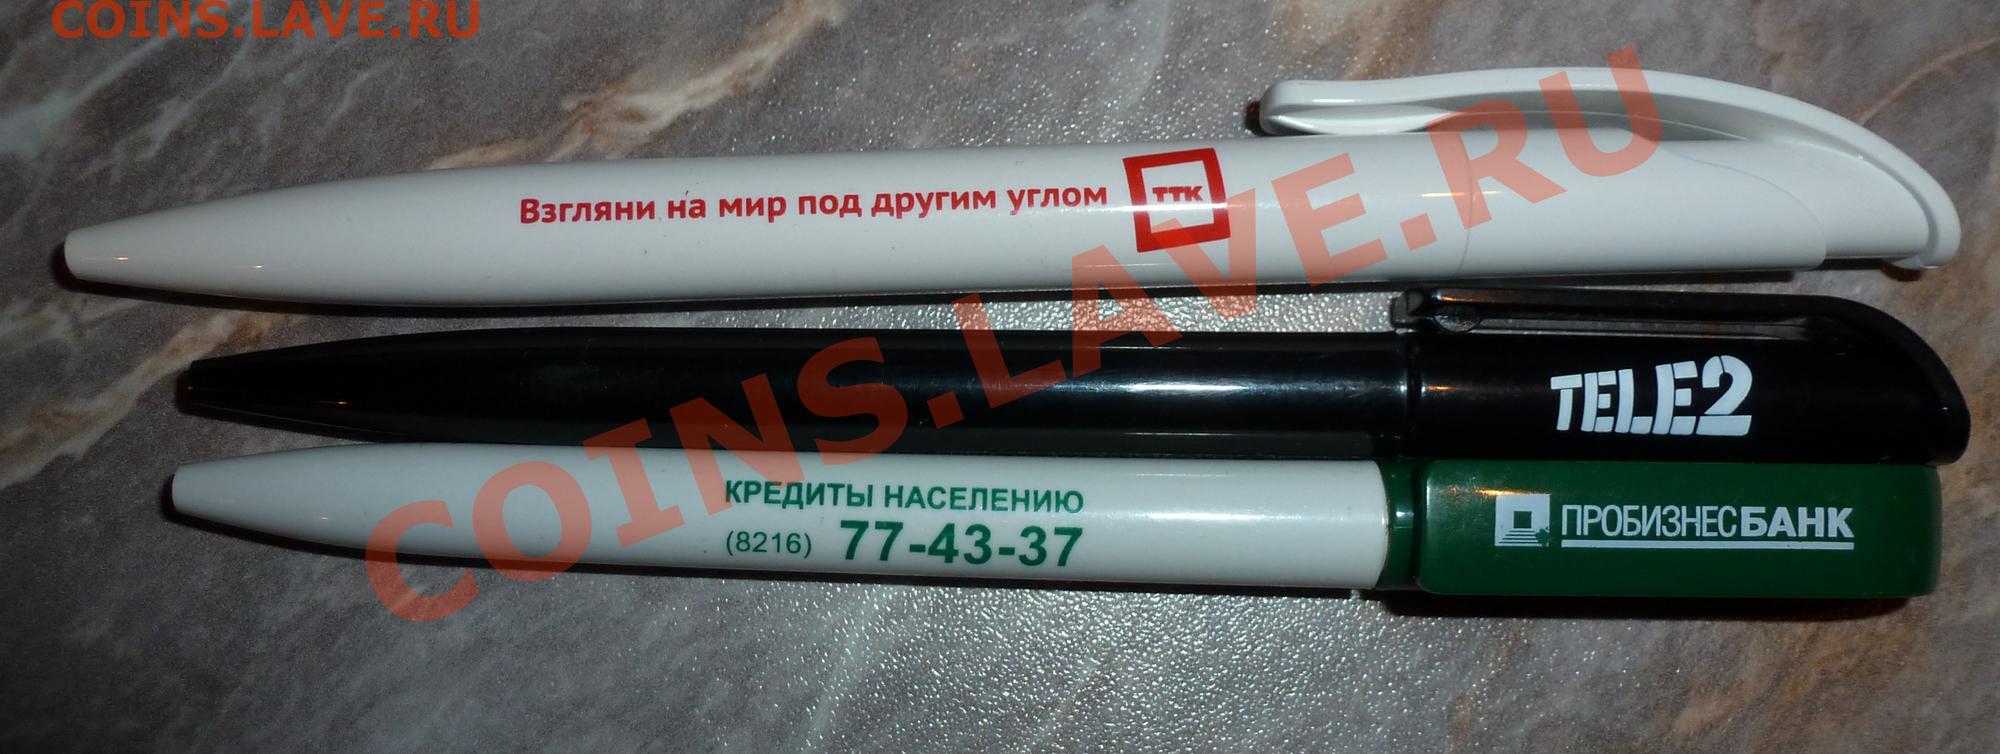 COINS.LAVE.RU
Взгляни на мир под другим углом
ТТК
COINS.LAVE.RU
TELE2
КРЕДИТЫ НАСЕЛЕНИЮ
(8216) 77-43-37
ПРОБИЗНЕСБАНК